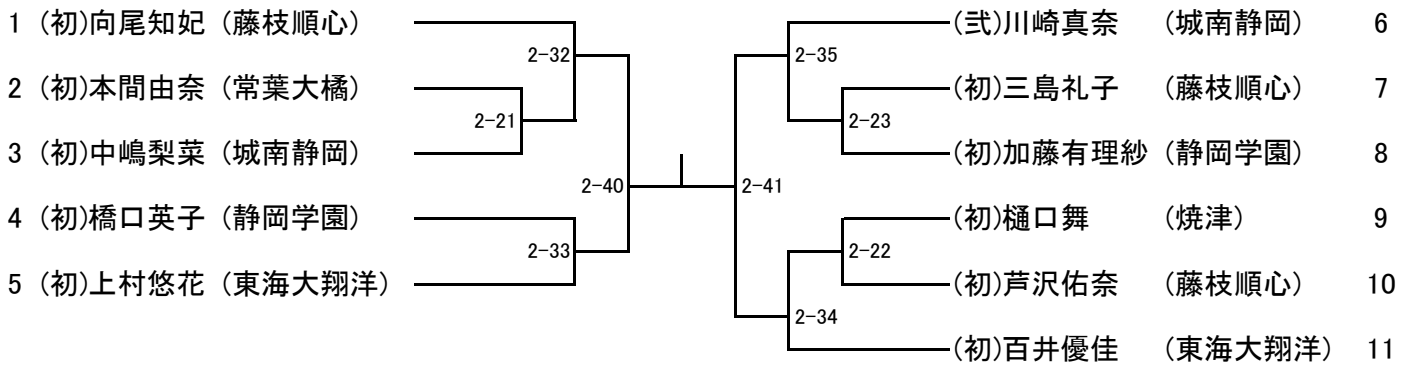 1 (初)向尾知妃 (藤枝順心)
2-32
2 (初)本間由奈 (常葉大橘)
2-21
3 (初)中嶋梨菜 (城南静岡)
2-40
4 (初)橋口英子 (静岡学園)
2-33
5 (初)上村悠花 (東海大翔洋)
(弐)川崎真奈 (城南静岡) 6
2-35
(初)三島礼子 (藤枝順心) 7
2-23
(初)加藤有理紗 (静岡学園) 8
2-41
(初)樋口舞 (焼津) 9
2-22
(初)芦沢佑奈 (藤枝順心) 10
2-34
(初)百井優佳 (東海大翔洋) 11